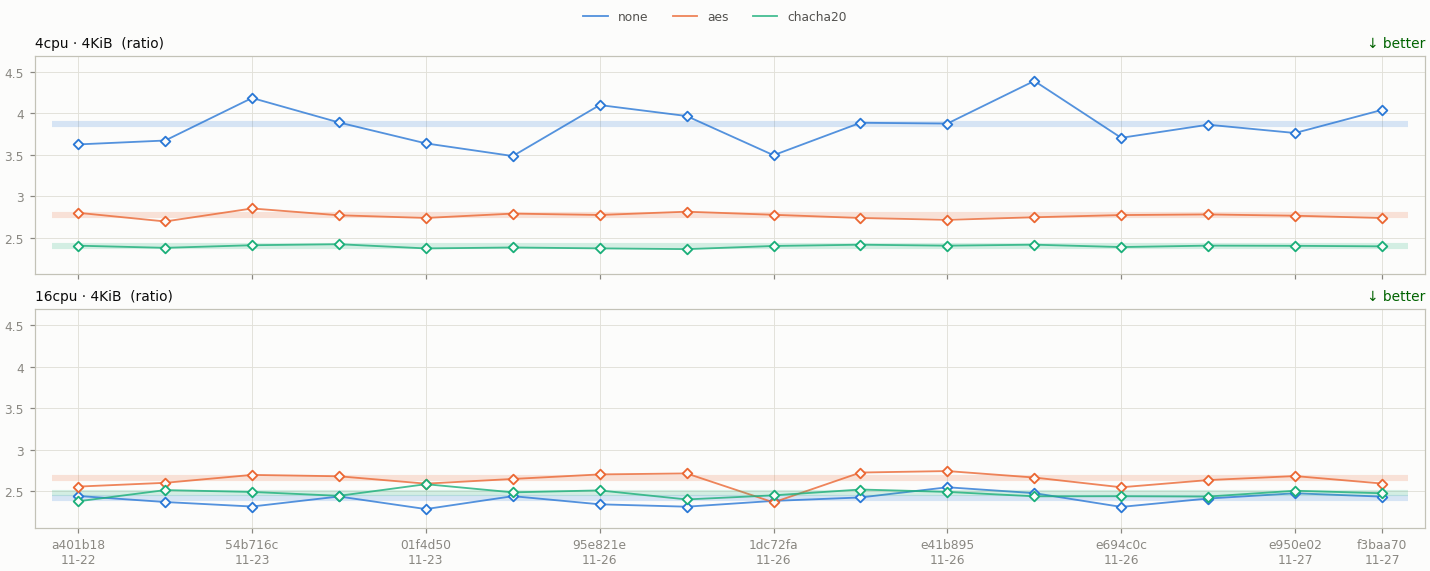 none aes chacha20
4cpu · 4KiB (ratio) ↓ better
4.5
4
3.5
3
2.5
16cpu · 4KiB (ratio) ↓ better
4.5
4
3.5
3
2.5
a401b18 54b716c 01f4d50 95e821e 1dc72fa e41b895 e694c0c e950e02 f3baa70
11-22 11-23 11-23 11-26 11-26 11-26 11-26 11-27 11-27